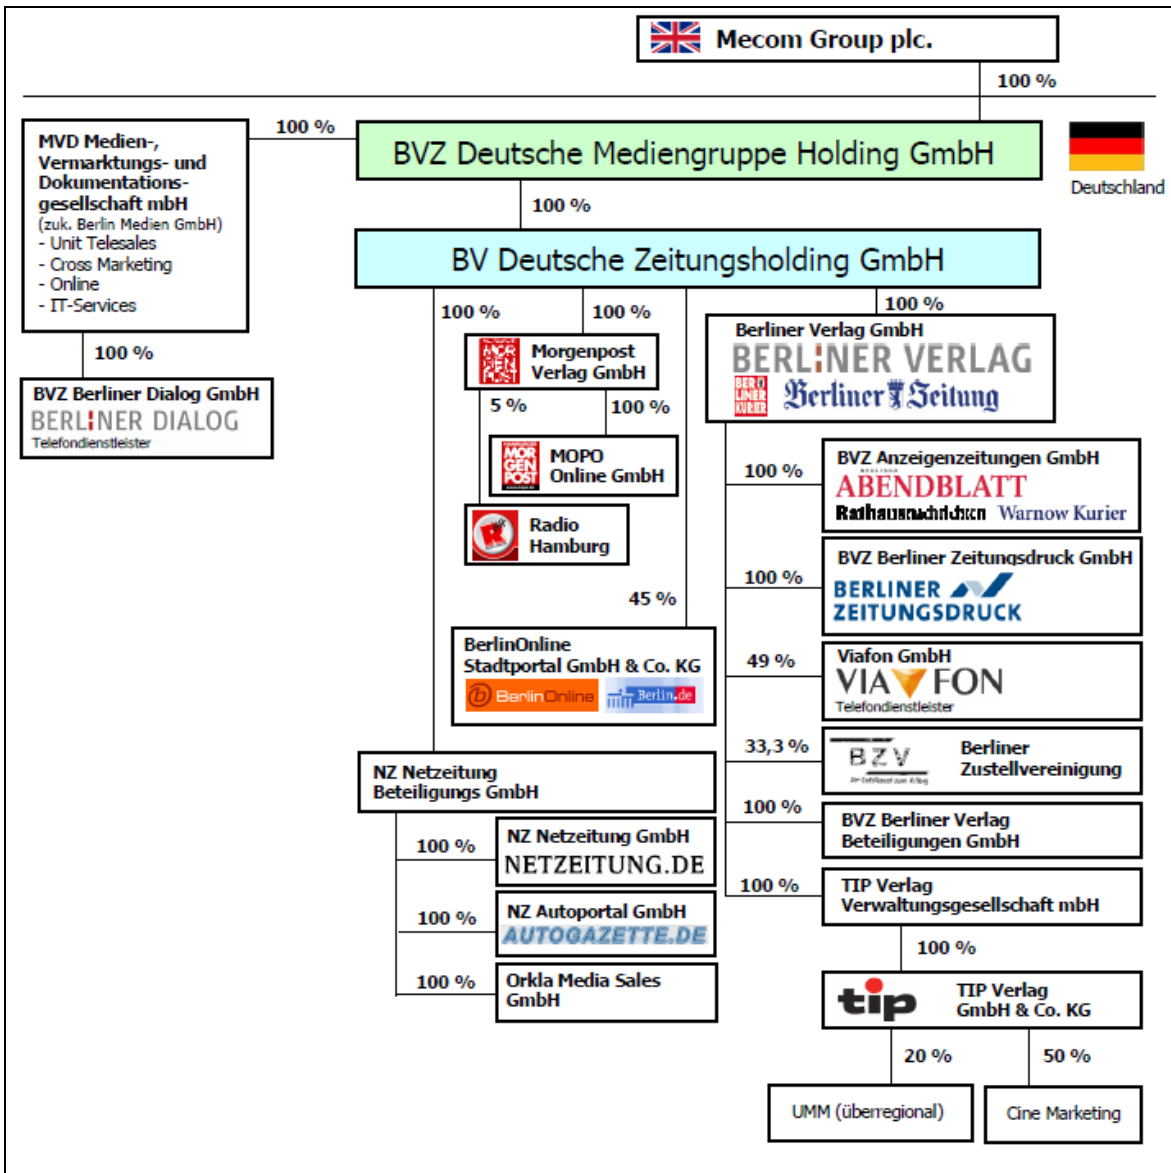 Mecom Group plc.
100 %
MVD Medien-,
Vermarktungs- und
Dokumentations-
gesellschaft mbH
(zuk. Berlin Medien GmbH)
- Unit Telesales
- Cross Marketing
- Online
- IT-Services
100 %
BVZ Deutsche Mediengruppe Holding GmbH
Deutschland
100 %
BV Deutsche Zeitungsholding GmbH
100 %
BVZ Berliner Dialog GmbH
BERLINER DIALOG
Telefondienstleister
100 %
100 %
100 %
Morgenpost
Verlag GmbH
MORGENPOST
5 %
100 %
HAMBURGER
MORGENPOST
MOPO
Online GmbH
Radio
Hamburg
45 %
BerlinOnline
Stadtportal GmbH & Co. KG
BerlinOnline
Berlin.de
NZ Netzeitung
Beteiligungs GmbH
100 %
NZ Netzeitung GmbH
NETZEITUNG.DE
100 %
NZ Autoportal GmbH
AUTOGAZETTE.DE
100 %
Orkla Media Sales
GmbH
Berliner Verlag GmbH
BERLINER VERLAG
BERLINER
KURIER
Berliner Zeitung
100 %
BVZ Anzeigenzeitungen GmbH
BERLINER
ABENDBLATT
Rathausnachrichten Warnow Kurier
100 %
BVZ Berliner Zeitungsdruck GmbH
BERLINER
ZEITUNGSDRUCK
49 %
Viafon GmbH
VIA FON
Telefondienstleister
33,3 %
BZV
Berliner
Zustellvereinigung
100 %
BVZ Berliner Verlag
Beteiligungen GmbH
100 %
TIP Verlag
Verwaltungsgesellschaft mbH
100 %
tip
TIP Verlag
GmbH & Co. KG
20 %
50 %
UMM (überregional)
Cine Marketing